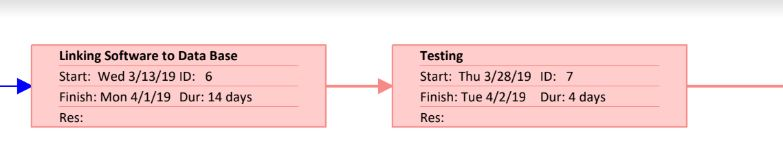 Linking Software to Data Base
Start: Wed 3/13/19 ID: 6
Finish: Mon 4/1/19 Dur: 14 days
Res:
Testing
Start: Thu 3/28/19 ID: 7
Finish: Tue 4/2/19 Dur: 4 days
Res: